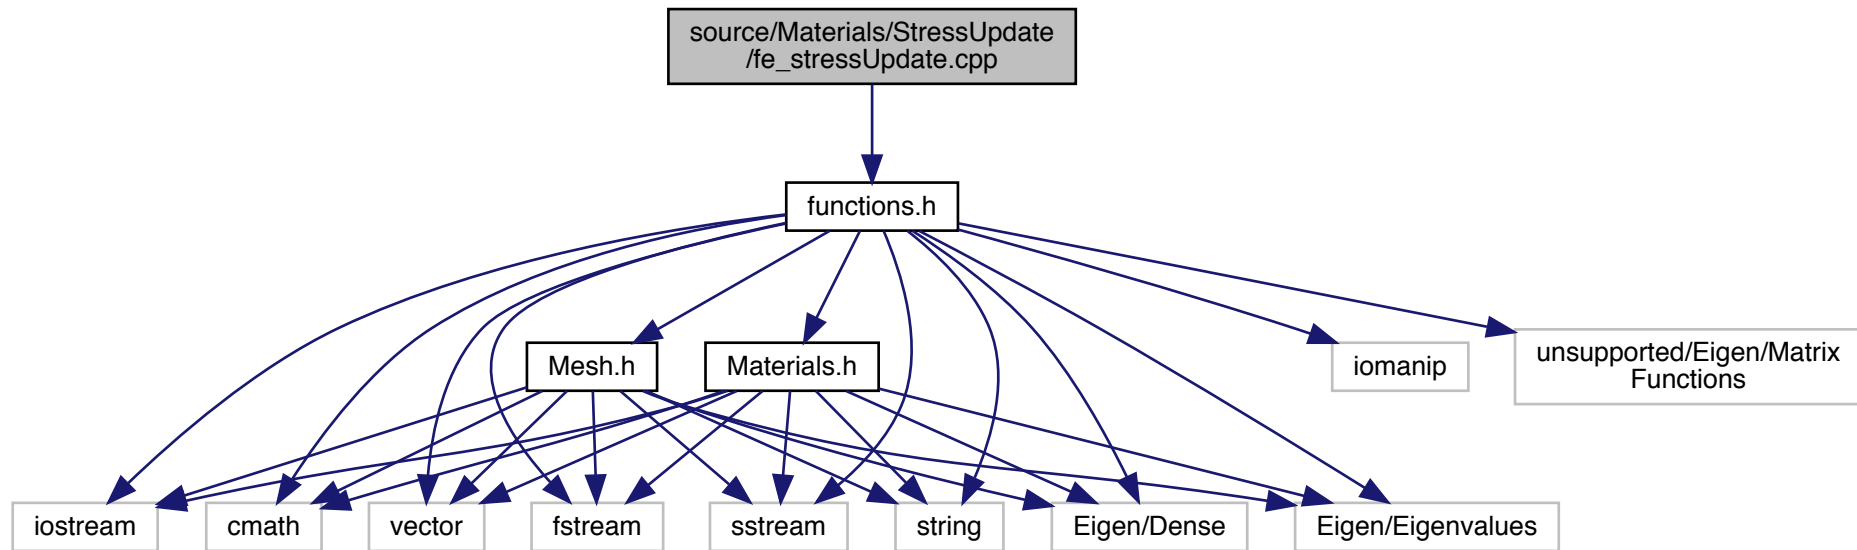 source/Materials/StressUpdate
/fe_stressUpdate.cpp
functions.h
Mesh.h
Materials.h
iomanip
unsupported/Eigen/Matrix
Functions
iostream
cmath
vector
fstream
sstream
string
Eigen/Dense
Eigen/Eigenvalues